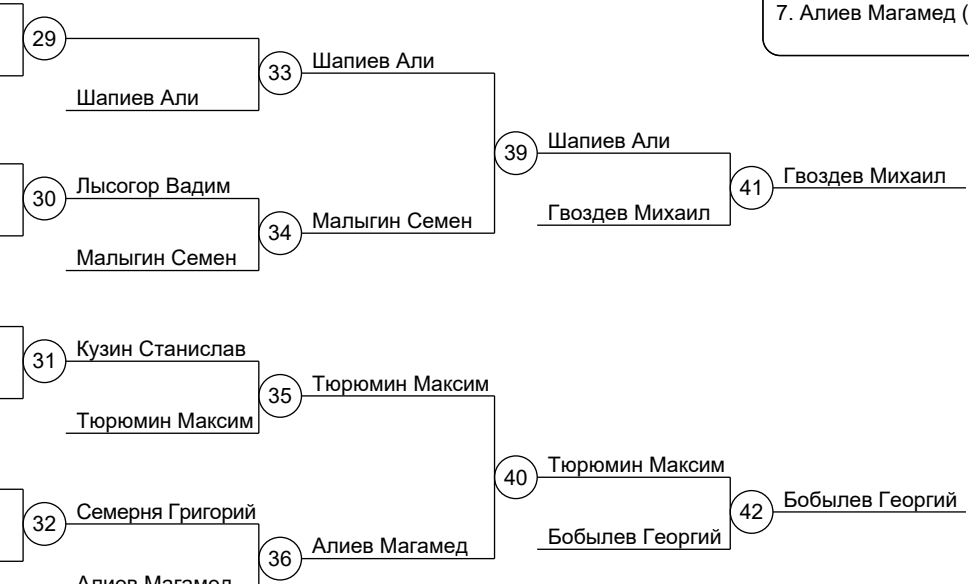 7. Алиев Магамед (
29
33
Шапиев Али
Шапиев Али
39
Шапиев Али
30
Лысогор Вадим
41
Гвоздев Михаил
Гвоздев Михаил
34
Малыгин Семен
Малыгин Семен
31
Кузин Станислав
35
Тюрюмин Максим
Тюрюмин Максим
40
Тюрюмин Максим
32
Семерня Григорий
42
Бобылев Георгий
Бобылев Георгий
36
Алиев Магамед
Алиев Магамед